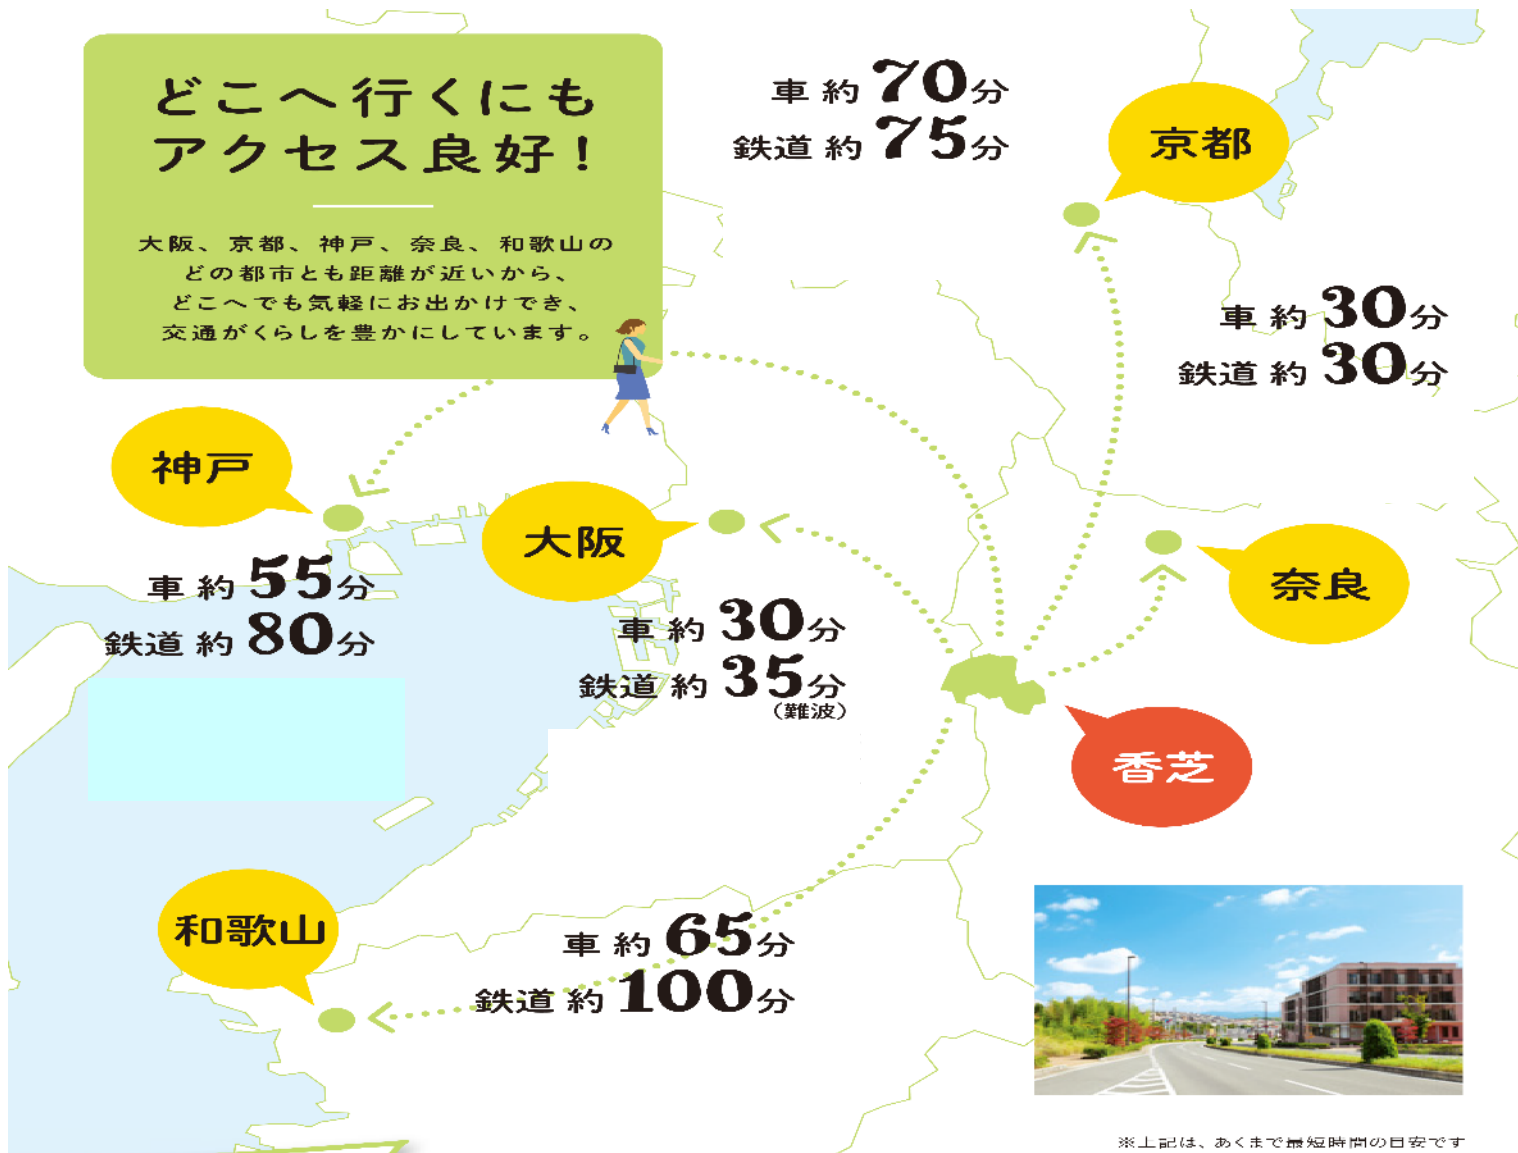 どこへ行くにも
アクセス良好！
大阪、京都、神戸、奈良、和歌山の
どの都市とも距離が近いから、
どこへでも気軽にお出かけでき、
交通がくらしを豊かにしています。
車 約 70分
鉄道 約 75分
京都
車 約 30分
鉄道 約 30分
奈良
神戸
車 約 55分
鉄道 約 80分
大阪
車 約 30分
鉄道 約 35分
（難波）
香芝
和歌山
車 約 65分
鉄道 約 100分
※上記は、あくまで最短時間の目安です